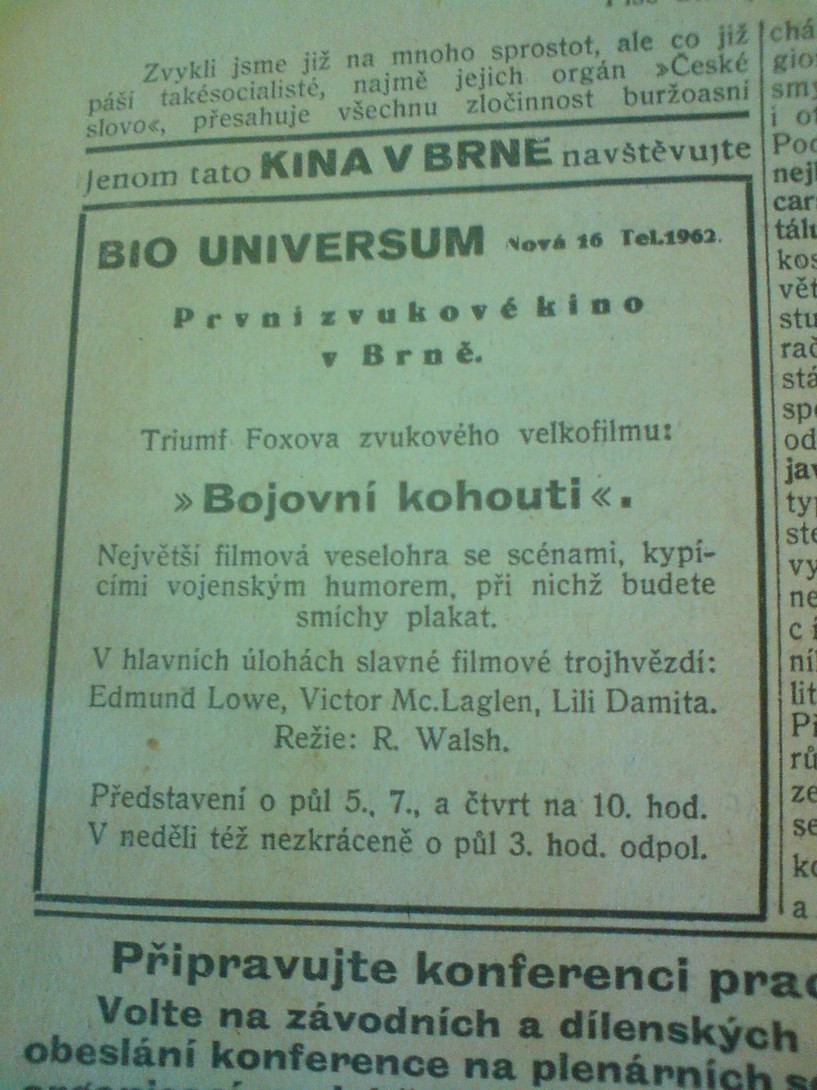 Zvykli jsme již na mnoho sprostot, ale co již
páší takésocialisté, najmě jejich orgán »České
slovo«, přesahuje všechnu zločinnost buržoasní
Jenom tato KINA V BRNĚ navštěvujte
BIO UNIVERSUM Nová 16 Tel.1962.
První zvukové kino
v Brně.
Triumf Foxova zvukového velkofilmu:
»Bojovní kohouti«.
Největší filmová veselohra se scénami, kypí-
cími vojenským humorem, při nichž budete
smíchy plakat.
V hlavních úlohách slavné filmové trojhvězdí:
Edmund Lowe, Victor Mc.Laglen, Lili Damita.
Režie: R. Walsh.
Představení o půl 5., 7., a čtvrt na 10. hod.
V neděli též nezkráceně o půl 3. hod. odpol.
Připravujte konferenci
Volte na závodních a dílenských
obeslání konference na plenárních